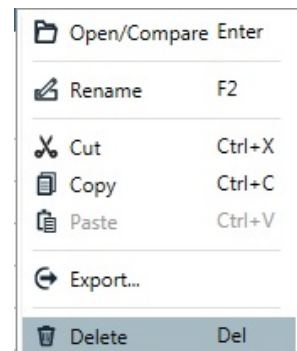 Open/Compare Enter
Rename F2
Cut Ctrl+X
Copy Ctrl+C
Paste Ctrl+V
Export...
Delete Del